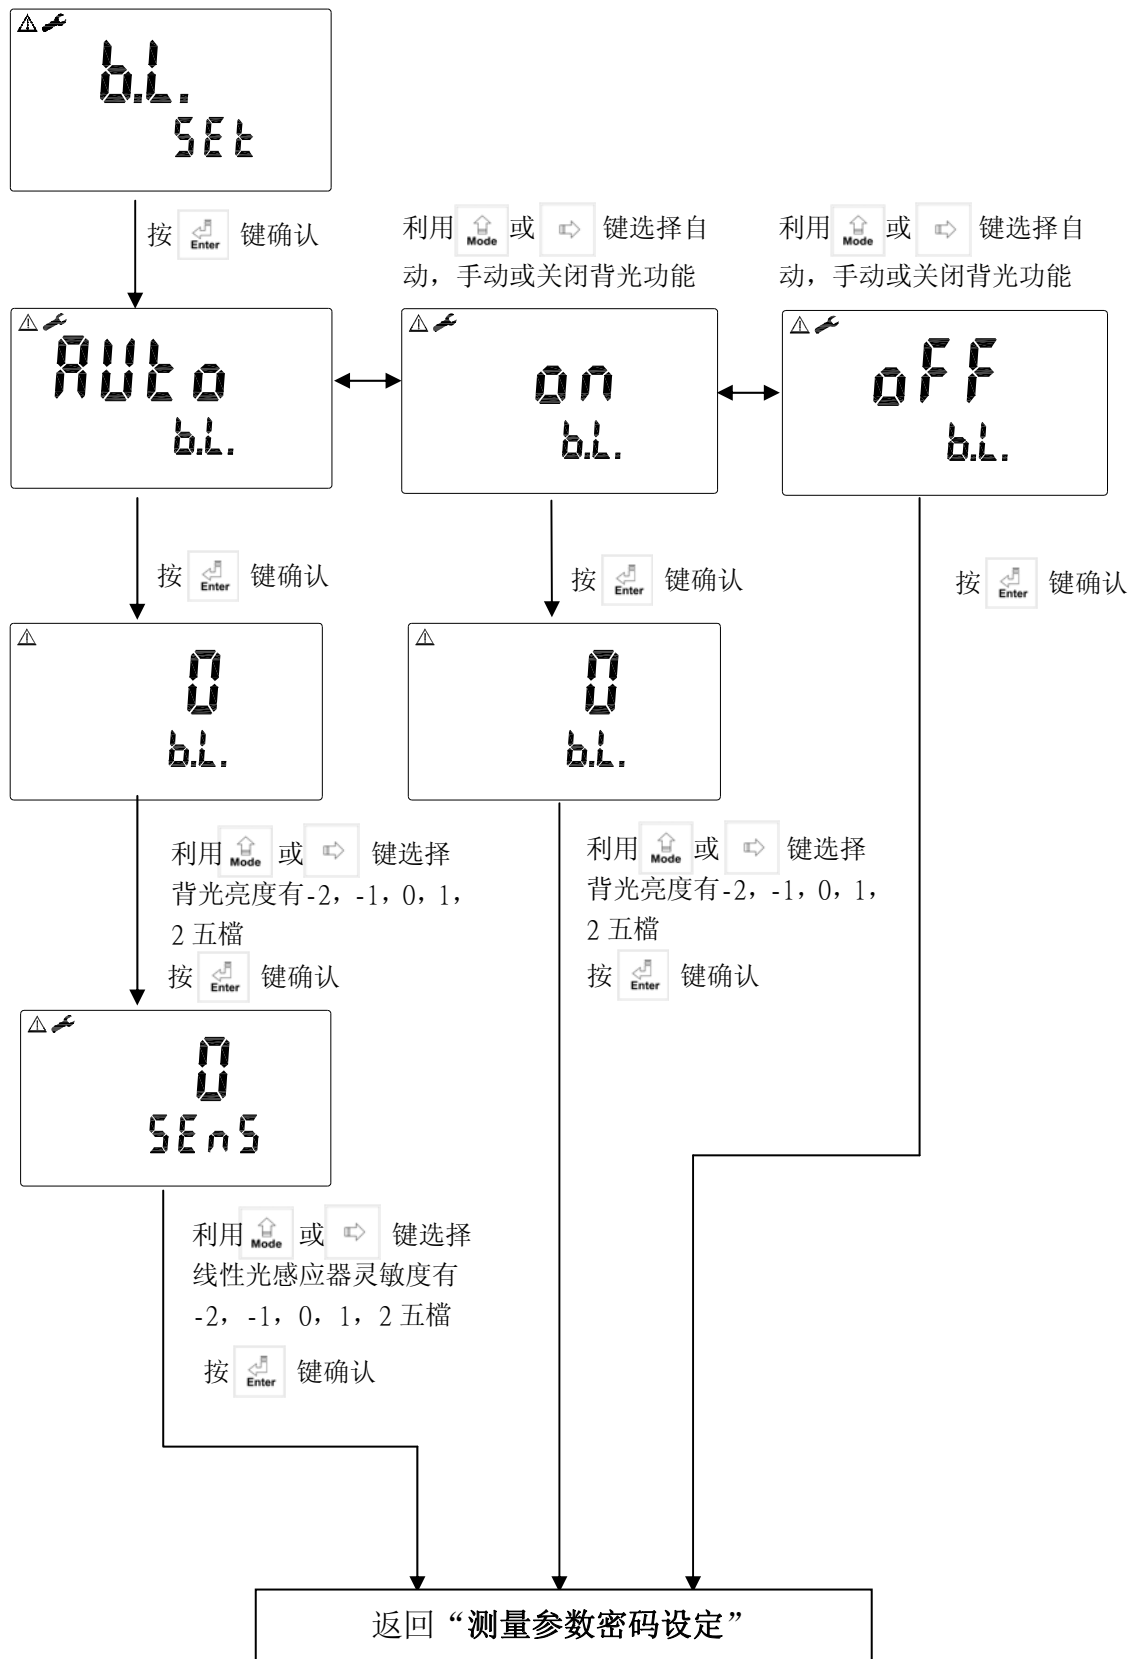 b.L.
SEt
按 Enter 键确认
利用 Mode 或 键选择自
动，手动或关闭背光功能
利用 Mode 或 键选择自
动，手动或关闭背光功能
AUto
b.L.
on
b.L.
oFF
b.L.
按 Enter 键确认
按 Enter 键确认
按 Enter 键确认
0
b.L.
0
b.L.
利用 Mode 或 键选择
背光亮度有-2，-1，0，1，
2 五檔
按 Enter 键确认
利用 Mode 或 键选择
背光亮度有-2，-1，0，1，
2 五檔
按 Enter 键确认
0
SEnS
利用 Mode 或 键选择
线性光感应器灵敏度有
-2，-1，0，1，2 五檔
按 Enter 键确认
返回“测量参数密码设定”